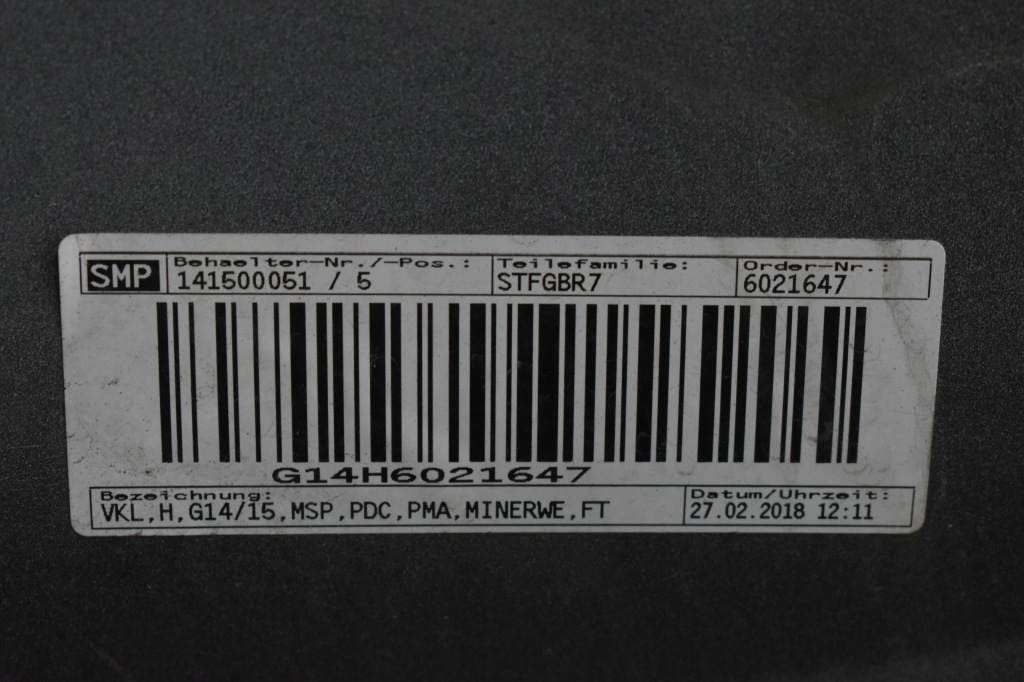 SMP Behaelter-Nr./-Pos.: Teilefamilie: Order-Nr.:
141500051 / 5 STFGBR7 6021647
G14H6021647
Bezeichnung: Datum/Uhrzeit:
VKL,H,G14/15,MSP,PDC,PMA,MINERWE,FT 27.02.2018 12:11